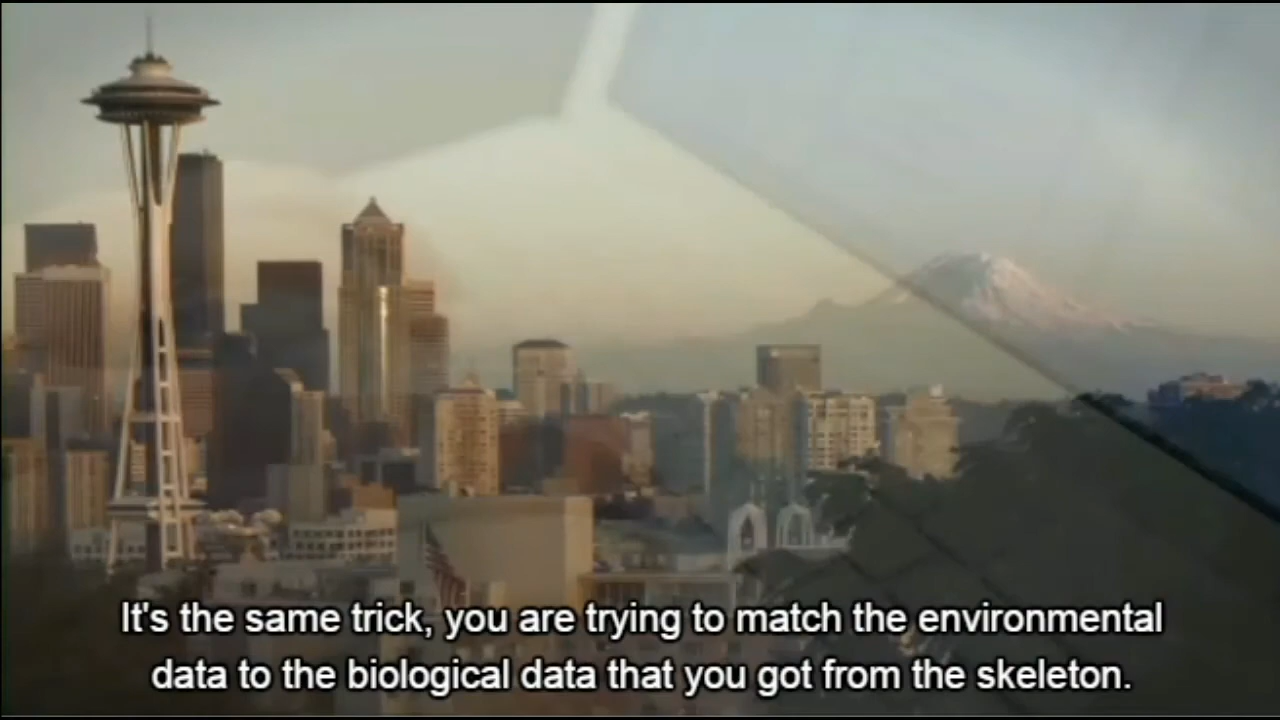 It's the same trick, you are trying to match the environmental
data to the biological data that you got from the skeleton.